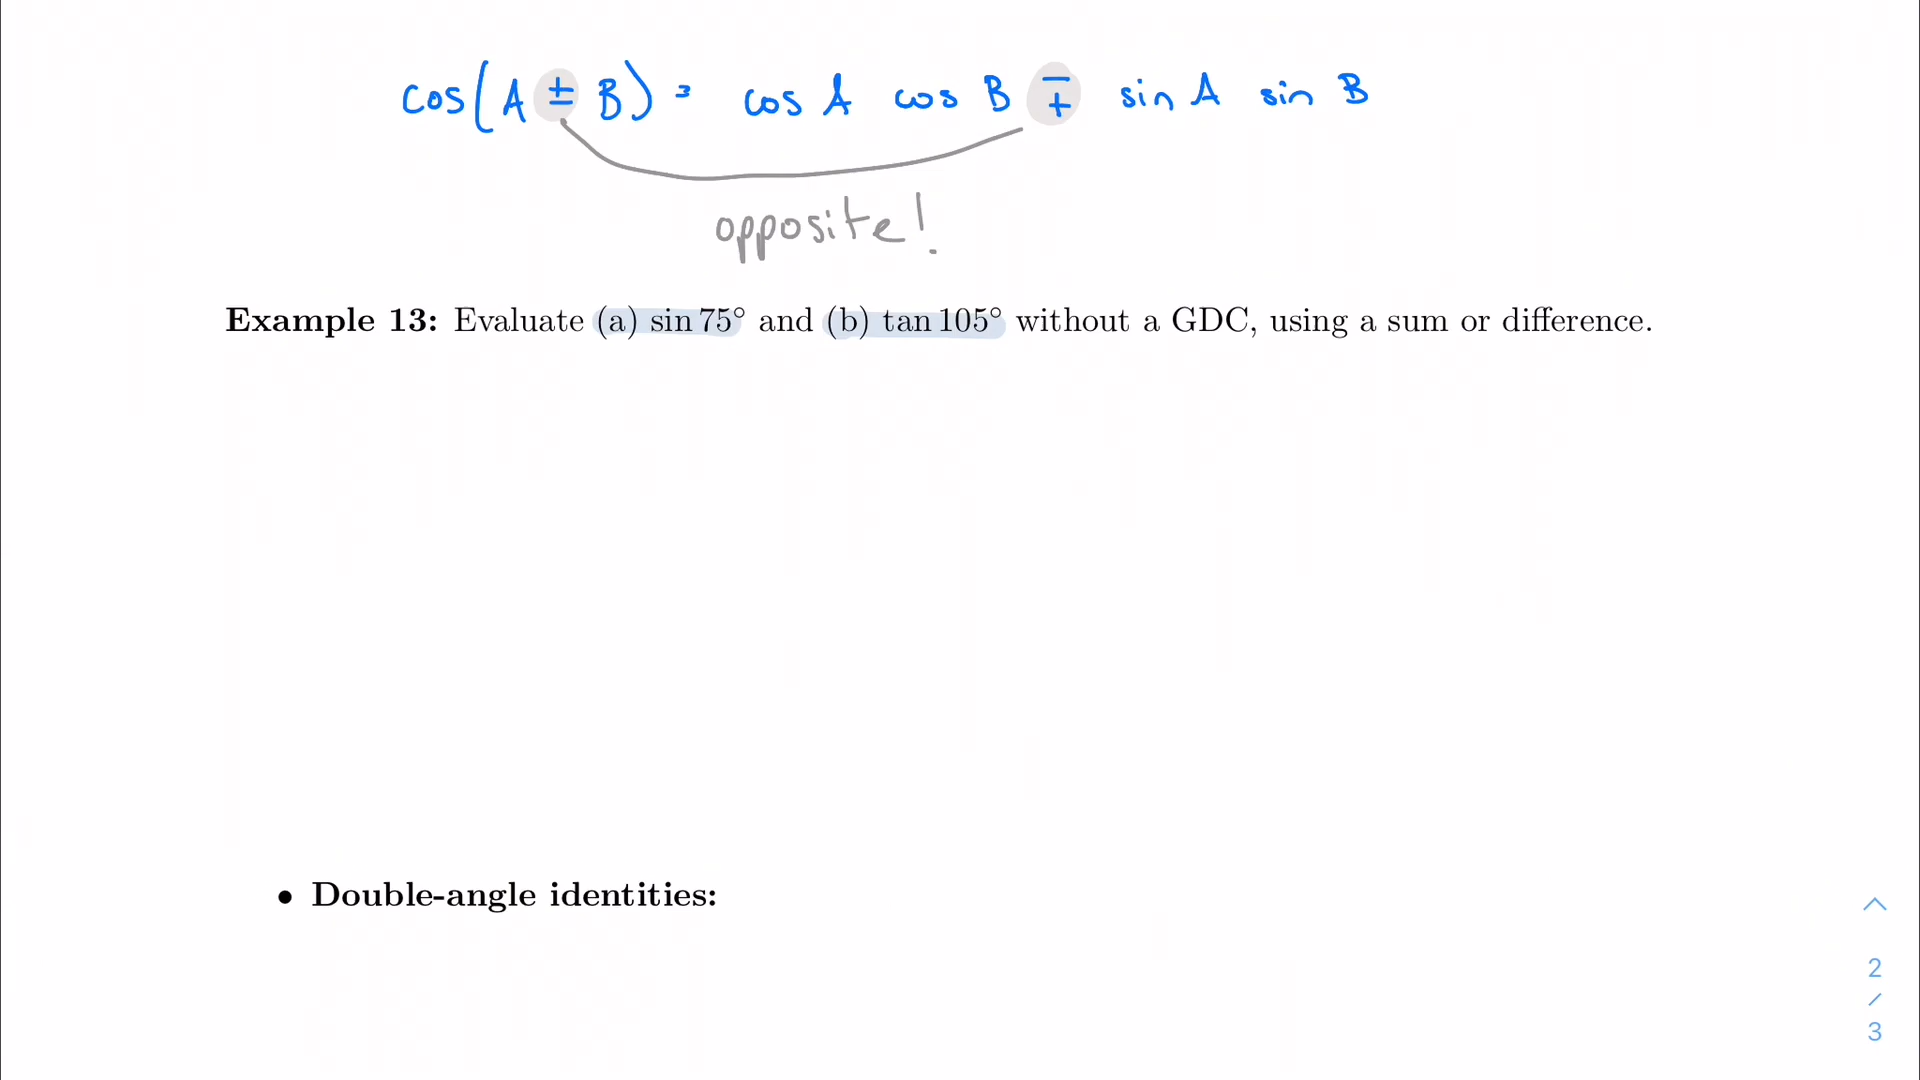 cos(A ± B) = cos A cos B ∓ sin A sin B
opposite!
Example 13: Evaluate (a) sin 75° and (b) tan 105° without a GDC, using a sum or difference.
• Double-angle identities:
2
/
3